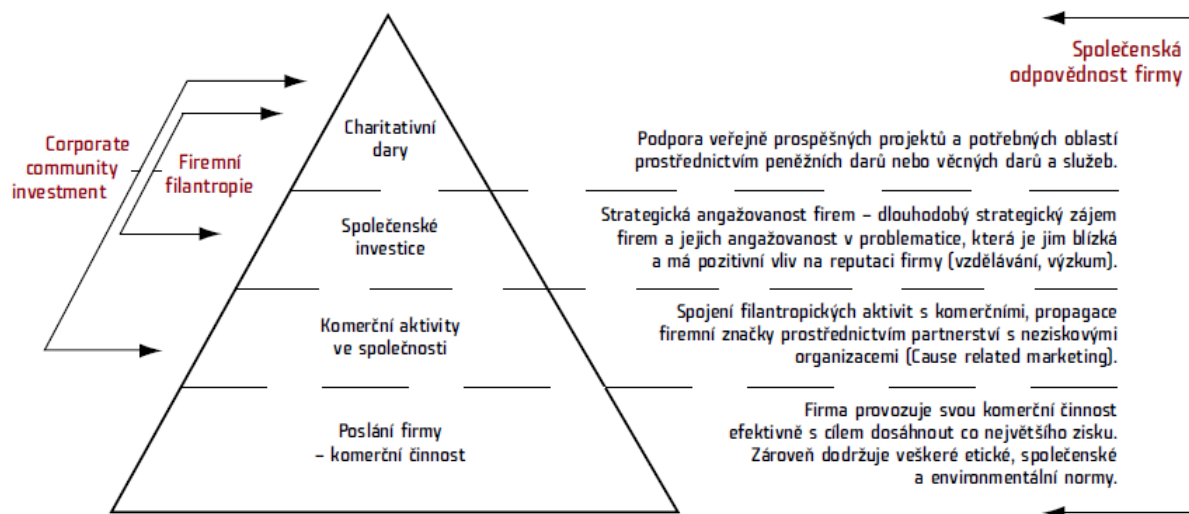 Společenská
odpovědnost firmy
Corporate
community
investment
Firemní
filantropie
Charitativní
dary
Podpora veřejně prospěšných projektů a potřebných oblastí
prostřednictvím peněžních darů nebo věcných darů a služeb.
Společenské
investice
Strategická angažovanost firem – dlouhodobý strategický zájem
firem a jejich angažovanost v problematice, která je jim blízká
a má pozitivní vliv na reputaci firmy (vzdělávání, výzkum).
Komerční aktivity
ve společnosti
Spojení filantropických aktivit s komerčními, propagace
firemní značky prostřednictvím partnerství s neziskovými
organizacemi (Cause related marketing).
Poslání firmy
– komerční činnost
Firma provozuje svou komerční činnost
efektivně s cílem dosáhnout co největšího zisku.
Zároveň dodržuje veškeré etické, společenské
a environmentální normy.